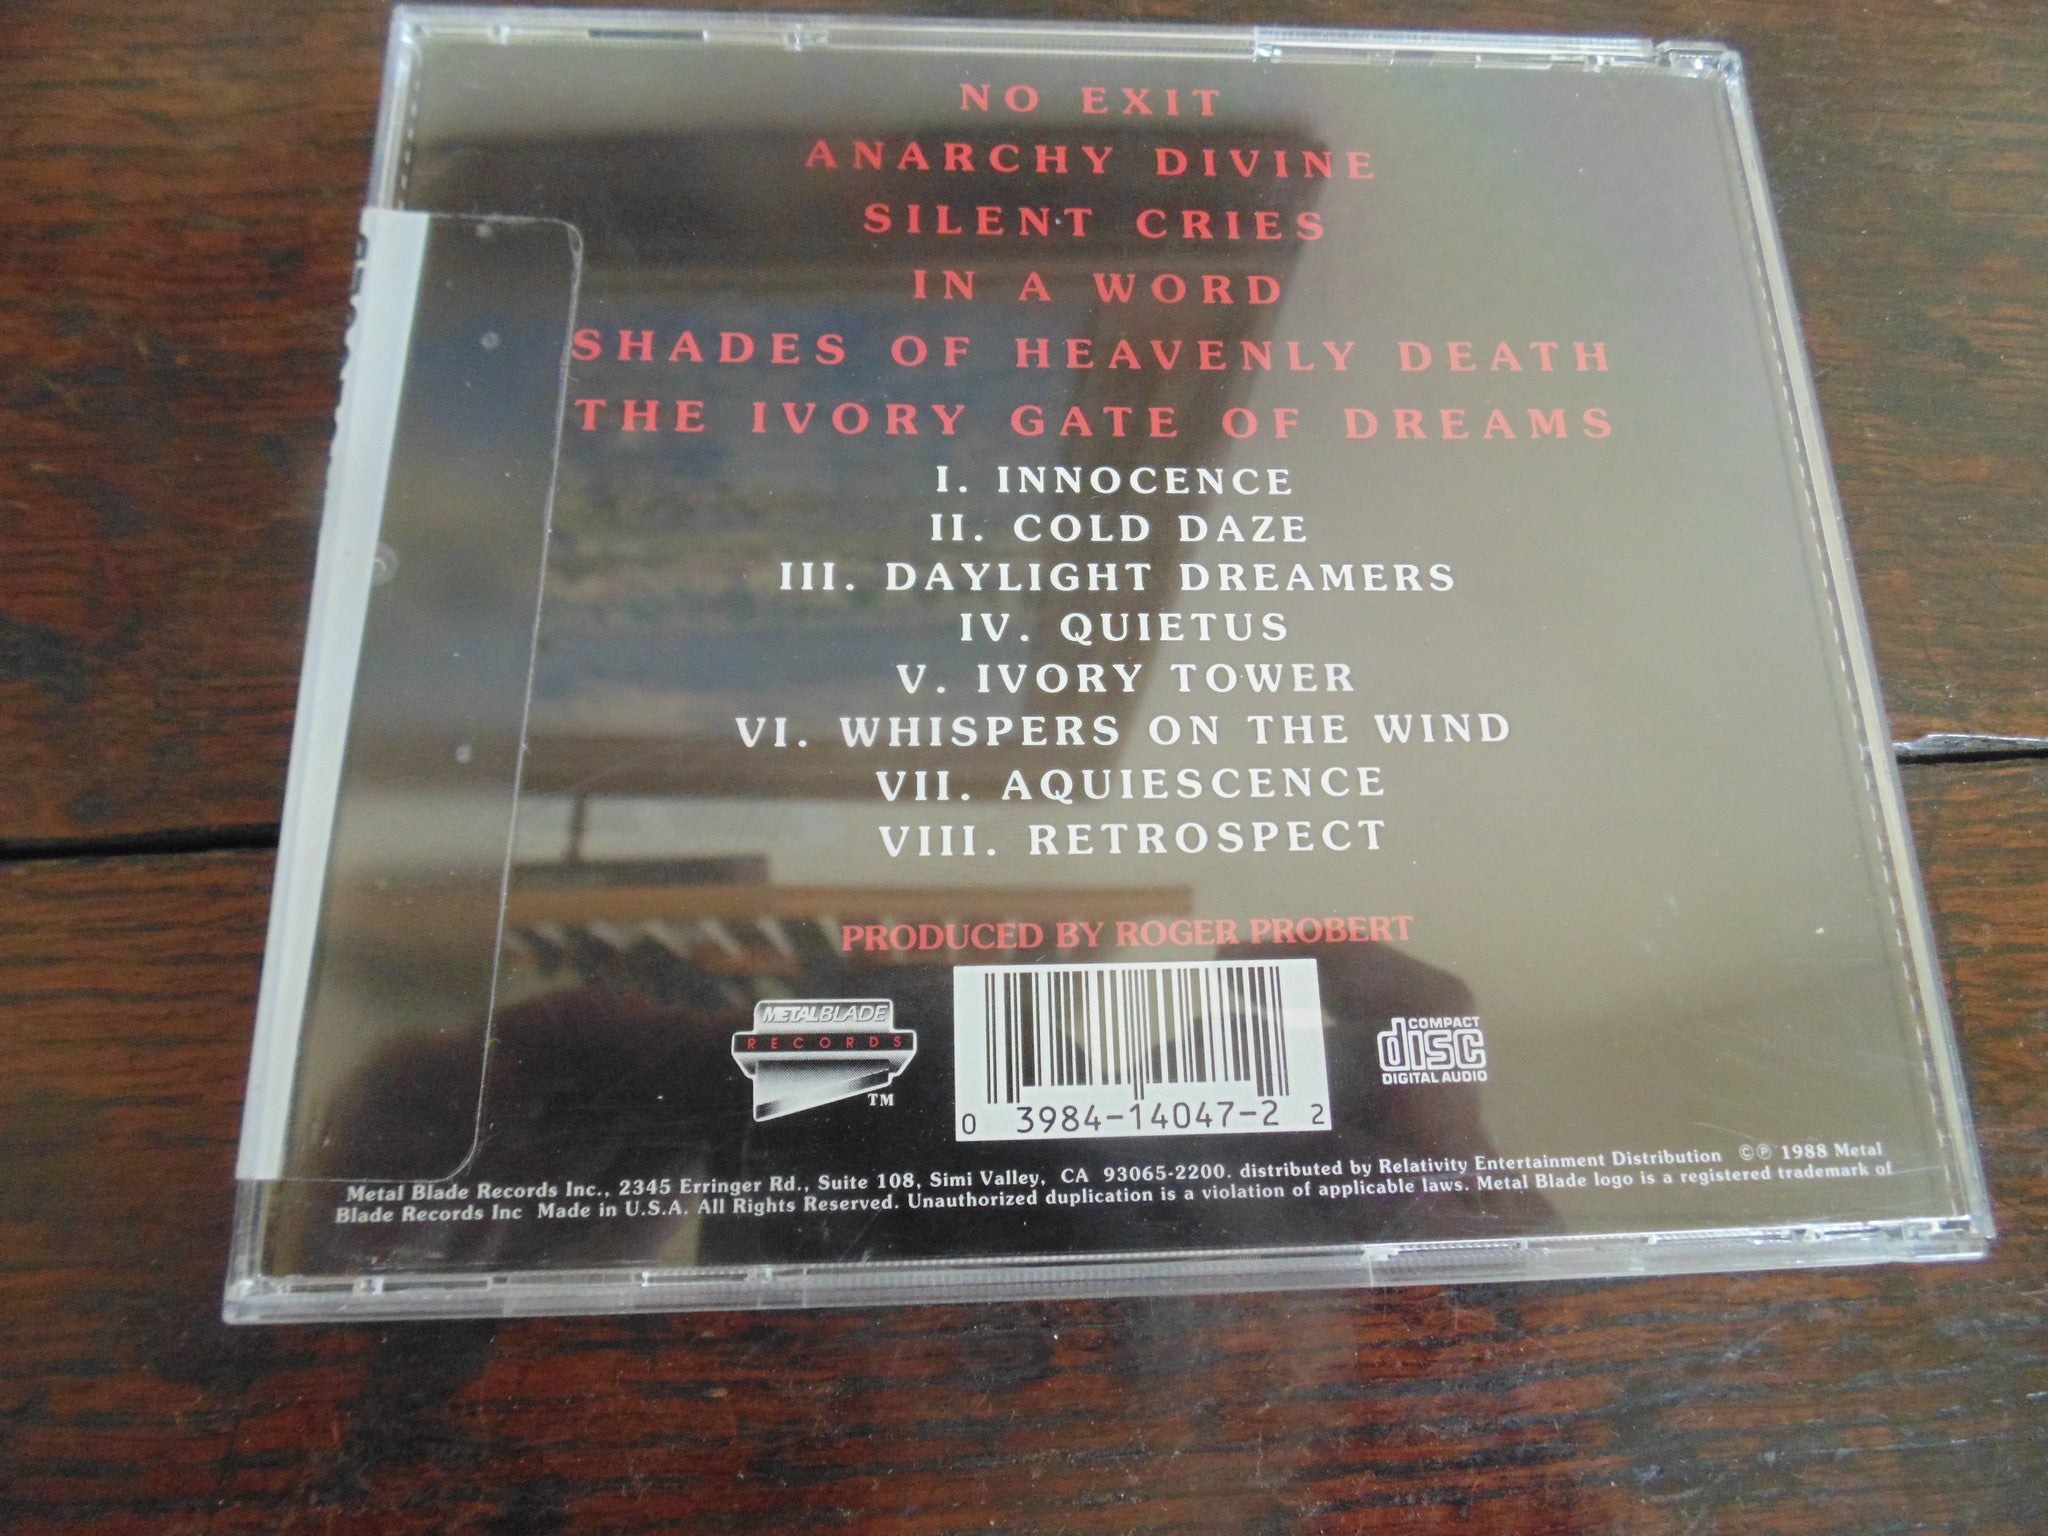 NO EXIT
ANARCHY DIVINE
SILENT CRIES
IN A WORD
SHADES OF HEAVENLY DEATH
THE IVORY GATE OF DREAMS
I. INNOCENCE
II. COLD DAZE
III. DAYLIGHT DREAMERS
IV. QUIETUS
V. IVORY TOWER
VI. WHISPERS ON THE WIND
VII. AQUIESCENCE
VIII. RETROSPECT
PRODUCED BY ROGER PROBERT
METALBLADE
RECORDS
TM
0 3984-14047-2 2
COMPACT
disc
DIGITAL AUDIO
Metal Blade Records Inc., 2345 Erringer Rd., Suite 108, Simi Valley, CA 93065-2200. distributed by Relativity Entertainment Distribution ©℗ 1988 Metal
Blade Records Inc Made in U.S.A. All Rights Reserved. Unauthorized duplication is a violation of applicable laws. Metal Blade logo is a registered trademark of